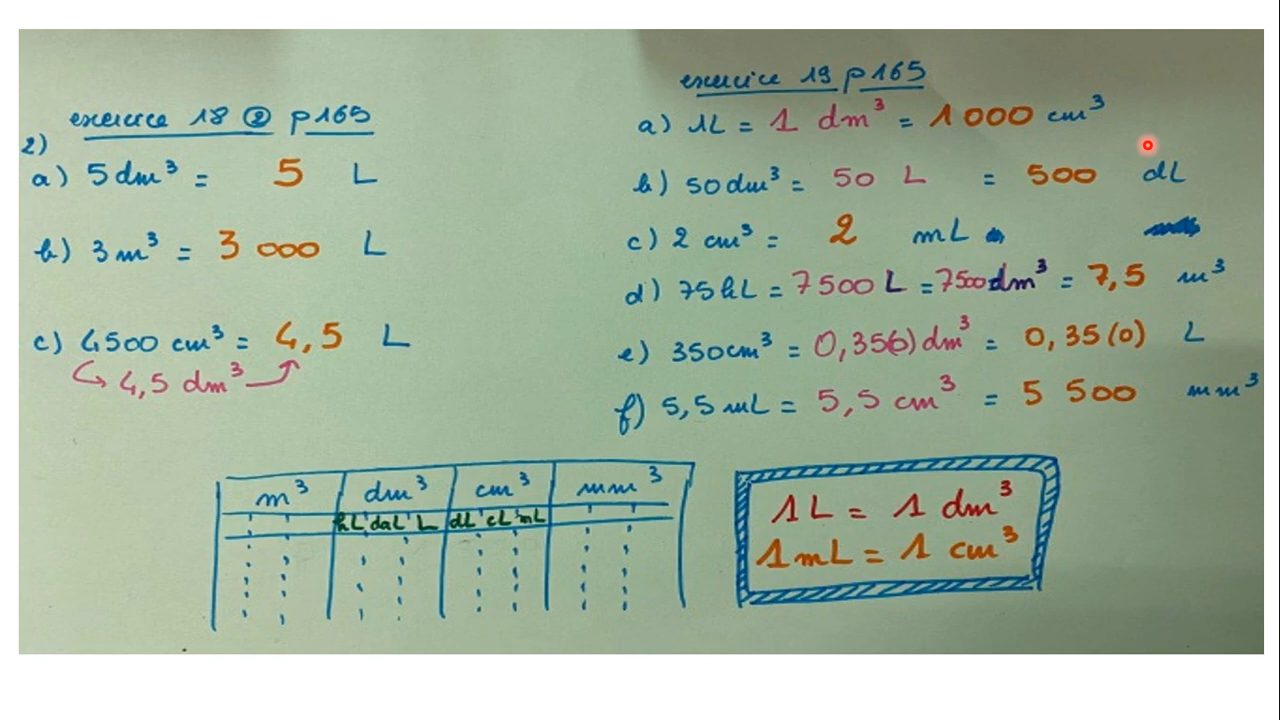 exercice 18 ② p165
2)
a) 5 dm³ = 5 L
b) 3 m³ = 3 000 L
c) 4500 cm³ = 4,5 L
4,5 dm³
exercice 19 p165
a) 1L = 1 dm³ = 1 000 cm³
b) 50 dm³ = 50 L = 500 dL
c) 2 cm³ = 2 mL
d) 75 hL = 7 500 L = 7500 dm³ = 7,5 m³
e) 350 cm³ = 0,35(0) dm³ = 0,35(0) L
f) 5,5 mL = 5,5 cm³ = 5 500 mm³
m³ dm³ cm³ mm³
hL daL L dL cL mL
1 L = 1 dm³
1 mL = 1 cm³